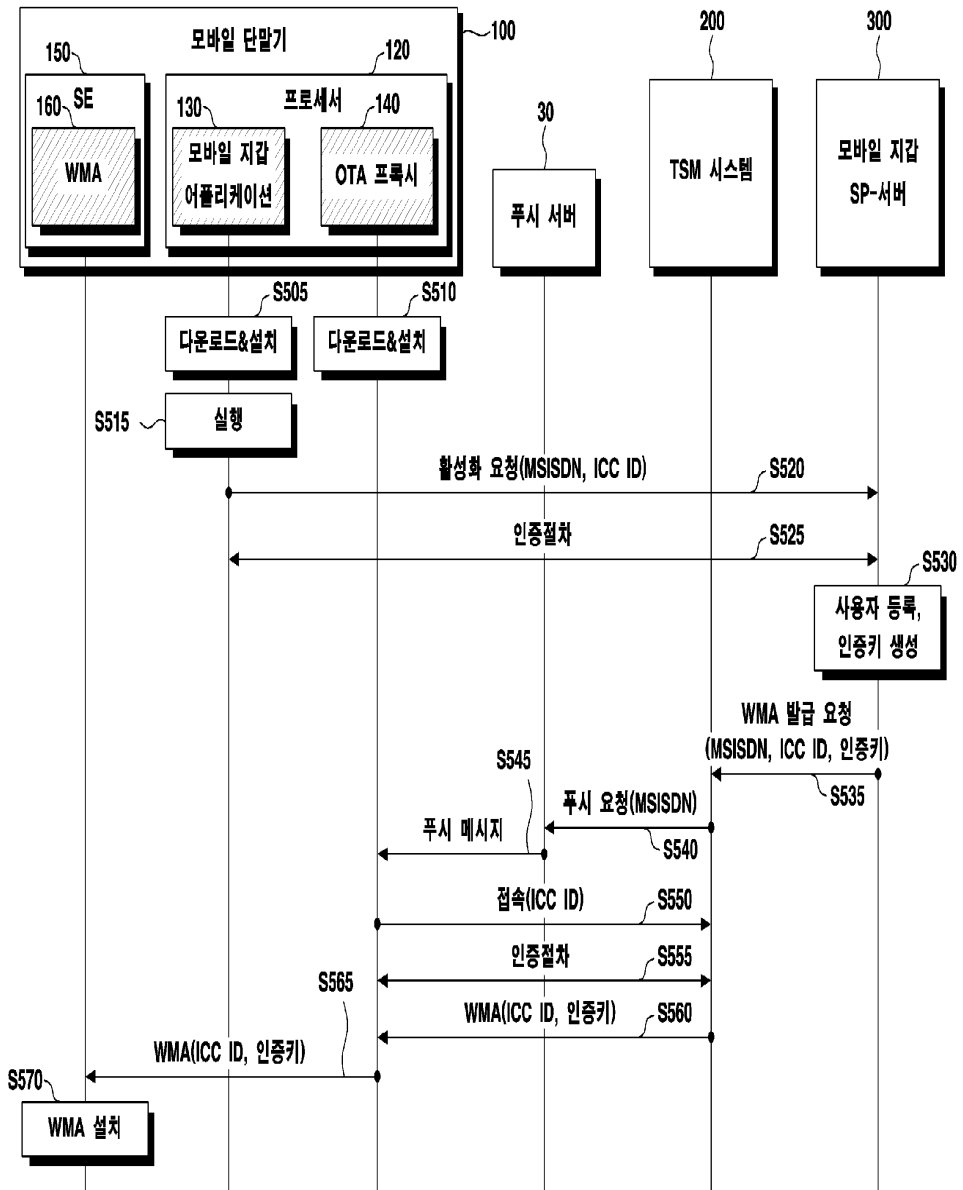 모바일 단말기
100
200
300
150
120
SE
프로세서
160
130
140
30
WMA
모바일 지갑
어플리케이션
OTA 프록시
푸시 서버
TSM 시스템
모바일 지갑
SP-서버
S505
S510
다운로드&설치
다운로드&설치
S515
실행
활성화 요청(MSISDN, ICC ID)
S520
인증절차
S525
S530
사용자 등록,
인증키 생성
WMA 발급 요청
(MSISDN, ICC ID, 인증키)
S535
S545
푸시 요청(MSISDN)
S540
푸시 메시지
접속(ICC ID)
S550
인증절차
S555
S565
WMA(ICC ID, 인증키)
S560
WMA(ICC ID, 인증키)
S570
WMA 설치